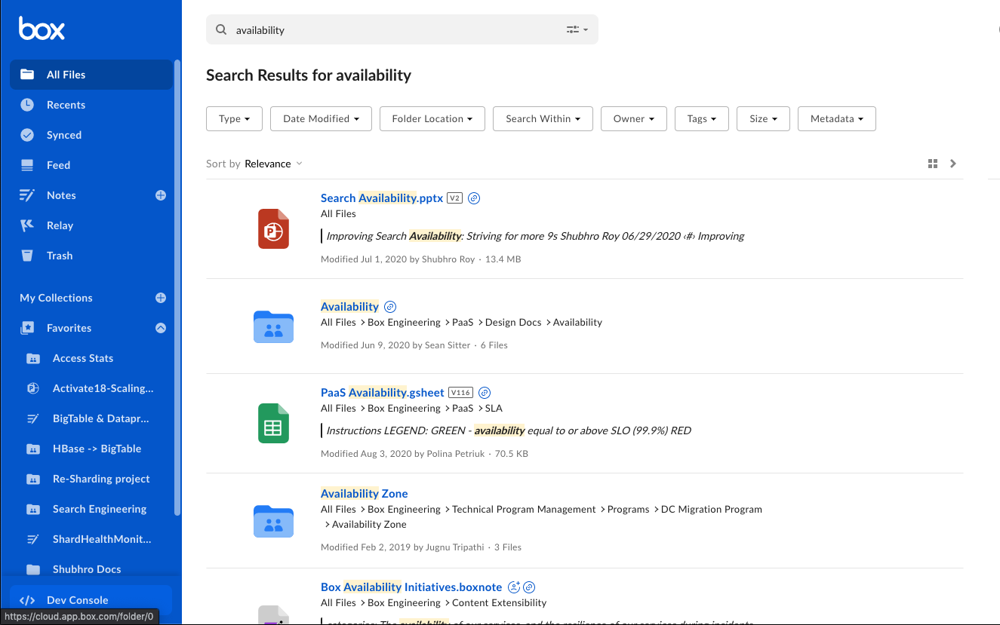 box
availability
All Files
Recents
Synced
Feed
Notes
Relay
Trash
My Collections
Favorites
Access Stats
Activate18-Scaling...
BigTable & Datapr...
HBase -> BigTable
Re-Sharding project
Search Engineering
ShardHealthMonit...
Shubhro Docs
Dev Console
https://cloud.app.box.com/folder/0
Search Results for availability
Type Date Modified Folder Location Search Within Owner Tags Size Metadata
Sort by Relevance
Search Availability.pptx V2
All Files
Improving Search Availability: Striving for more 9s Shubhro Roy 06/29/2020 ‹#› Improving
Modified Jul 1, 2020 by Shubhro Roy · 13.4 MB
Availability
All Files > Box Engineering > PaaS > Design Docs > Availability
Modified Jun 9, 2020 by Sean Sitter · 6 Files
PaaS Availability.gsheet V116
All Files > Box Engineering > PaaS > SLA
Instructions LEGEND: GREEN - availability equal to or above SLO (99.9%) RED
Modified Aug 3, 2020 by Polina Petriuk · 70.5 KB
Availability Zone
All Files > Box Engineering > Technical Program Management > Programs > DC Migration Program
> Availability Zone
Modified Feb 2, 2019 by Jugnu Tripathi · 3 Files
Box Availability Initiatives.boxnote
All Files > Box Engineering > Content Extensibility
categories: The availability of our services, and the resilience of our services during incidents